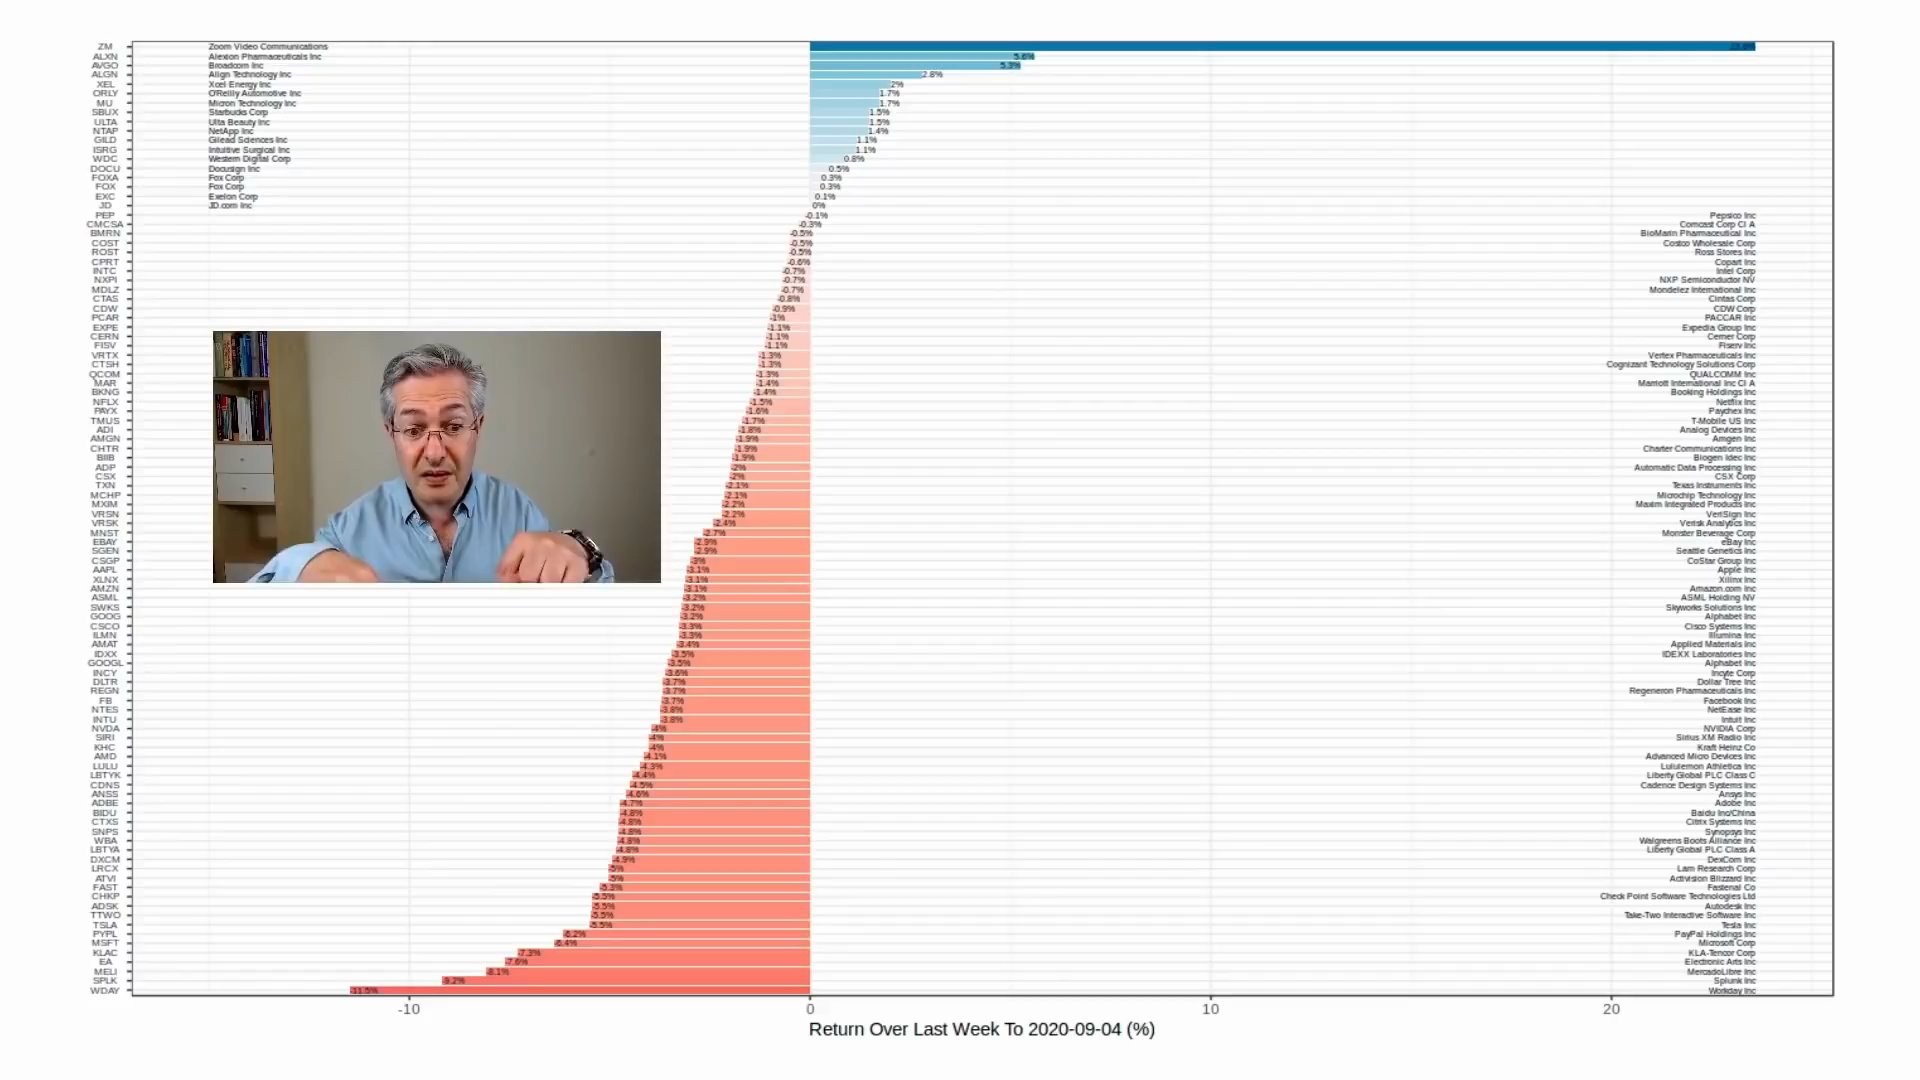 ZM Zoom Video Communications
ALXN Alexion Pharmaceuticals Inc 5.6%
AVGO Broadcom Inc 5.3%
ALGN Align Technology Inc 2.8%
XEL Xcel Energy Inc 2%
ORLY O'Reilly Automotive Inc 1.7%
MU Micron Technology Inc 1.7%
SBUX Starbucks Corp 1.5%
ULTA Ulta Beauty Inc 1.5%
NTAP NetApp Inc 1.4%
GILD Gilead Sciences Inc 1.1%
ISRG Intuitive Surgical Inc 1.1%
WDC Western Digital Corp 0.8%
DOCU Docusign Inc 0.5%
FOXA Fox Corp 0.3%
FOX Fox Corp 0.3%
EXC Exelon Corp 0.1%
JD JD.com Inc 0%
PEP -0.1% Pepsico Inc
CMCSA -0.3% Comcast Corp Cl A
BMRN -0.5% BioMarin Pharmaceutical Inc
COST -0.5% Costco Wholesale Corp
ROST -0.5% Ross Stores Inc
CPRT -0.6% Copart Inc
INTC -0.7% Intel Corp
NXPI -0.7% NXP Semiconductor NV
MDLZ -0.7% Mondelez International Inc
CTAS -0.8% Cintas Corp
CDW -0.9% CDW Corp
PCAR -1% PACCAR Inc
EXPE -1.1% Expedia Group Inc
CERN -1.1% Cerner Corp
FISV -1.1% Fiserv Inc
VRTX -1.3% Vertex Pharmaceuticals Inc
CTSH -1.3% Cognizant Technology Solutions Corp
QCOM -1.3% QUALCOMM Inc
MAR -1.4% Marriott International Inc Cl A
BKNG -1.4% Booking Holdings Inc
NFLX -1.5% Netflix Inc
PAYX -1.6% Paychex Inc
TMUS -1.7% T-Mobile US Inc
ADI -1.8% Analog Devices Inc
AMGN -1.9% Amgen Inc
CHTR -1.9% Charter Communications Inc
BIIB -1.9% Biogen Idec Inc
ADP -2% Automatic Data Processing Inc
CSX -2% CSX Corp
TXN -2.1% Texas Instruments Inc
MCHP -2.1% Microchip Technology Inc
MXIM -2.2% Maxim Integrated Products Inc
VRSN -2.2% VeriSign Inc
VRSK -2.4% Verisk Analytics Inc
MNST -2.7% Monster Beverage Corp
EBAY -2.9% eBay Inc
SGEN -2.9% Seattle Genetics Inc
CSGP -3% CoStar Group Inc
AAPL -3.1% Apple Inc
XLNX -3.1% Xilinx Inc
AMZN -3.1% Amazon.com Inc
ASML -3.2% ASML Holding NV
SWKS -3.2% Skyworks Solutions Inc
GOOG -3.2% Alphabet Inc
CSCO -3.3% Cisco Systems Inc
ILMN -3.3% Illumina Inc
AMAT -3.4% Applied Materials Inc
IDXX -3.5% IDEXX Laboratories Inc
GOOGL -3.5% Alphabet Inc
INCY -3.6% Incyte Corp
DLTR -3.7% Dollar Tree Inc
REGN -3.7% Regeneron Pharmaceuticals Inc
FB -3.7% Facebook Inc
NTES -3.8% NetEase Inc
INTU -3.8% Intuit Inc
NVDA -4% NVIDIA Corp
SIRI -4% Sirius XM Radio Inc
KHC -4% Kraft Heinz Co
AMD -4.1% Advanced Micro Devices Inc
LULU -4.3% Lululemon Athletica Inc
LBTYK -4.4% Liberty Global PLC Class C
CDNS -4.5% Cadence Design Systems Inc
ANSS -4.6% Ansys Inc
ADBE -4.7% Adobe Inc
BIDU -4.8% Baidu Inc/China
CTXS -4.8% Citrix Systems Inc
SNPS -4.8% Synopsys Inc
WBA -4.8% Walgreens Boots Alliance Inc
LBTYA -4.8% Liberty Global PLC Class A
DXCM -4.9% DexCom Inc
LRCX -5% Lam Research Corp
ATVI -5% Activision Blizzard Inc
FAST -5.3% Fastenal Co
CHKP -5.5% Check Point Software Technologies Ltd
ADSK -5.5% Autodesk Inc
TTWO -5.5% Take-Two Interactive Software Inc
TSLA -5.5% Tesla Inc
PYPL -6.2% PayPal Holdings Inc
MSFT -6.4% Microsoft Corp
KLAC -7.3% KLA-Tencor Corp
EA -7.6% Electronic Arts Inc
MELI -8.1% MercadoLibre Inc
SPLK -9.2% Splunk Inc
WDAY -11.5% Workday Inc
-10 0 10 20
Return Over Last Week To 2020-09-04 (%)